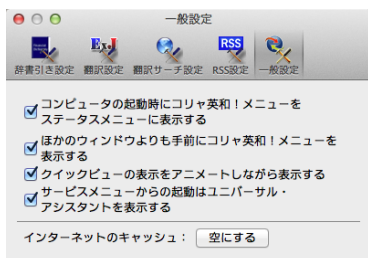 一般設定
E x J
RSS
辞書引き設定 翻訳設定 翻訳サーチ設定 RSS設定 一般設定
コンピュータの起動時にコリャ英和！メニューを
ステータスメニューに表示する
ほかのウィンドウよりも手前にコリャ英和！メニューを
表示する
クイックビューの表示をアニメートしながら表示する
サービスメニューからの起動はユニバーサル・
アシスタントを表示する
インターネットのキャッシュ： 空にする